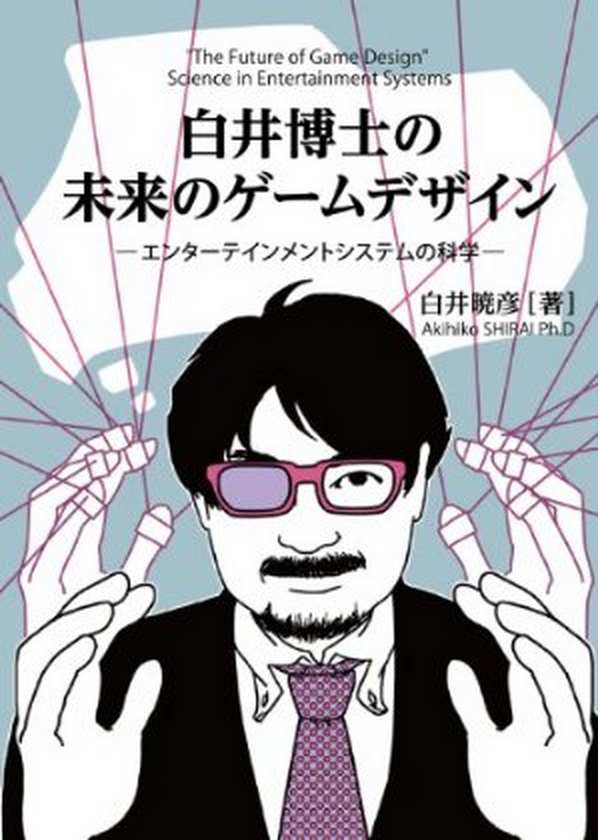 "The Future of Game Design"
Science in Entertainment Systems
白井博士の
未来のゲームデザイン
―エンターテインメントシステムの科学―
白井暁彦[著]
Akihiko SHIRAI Ph.D